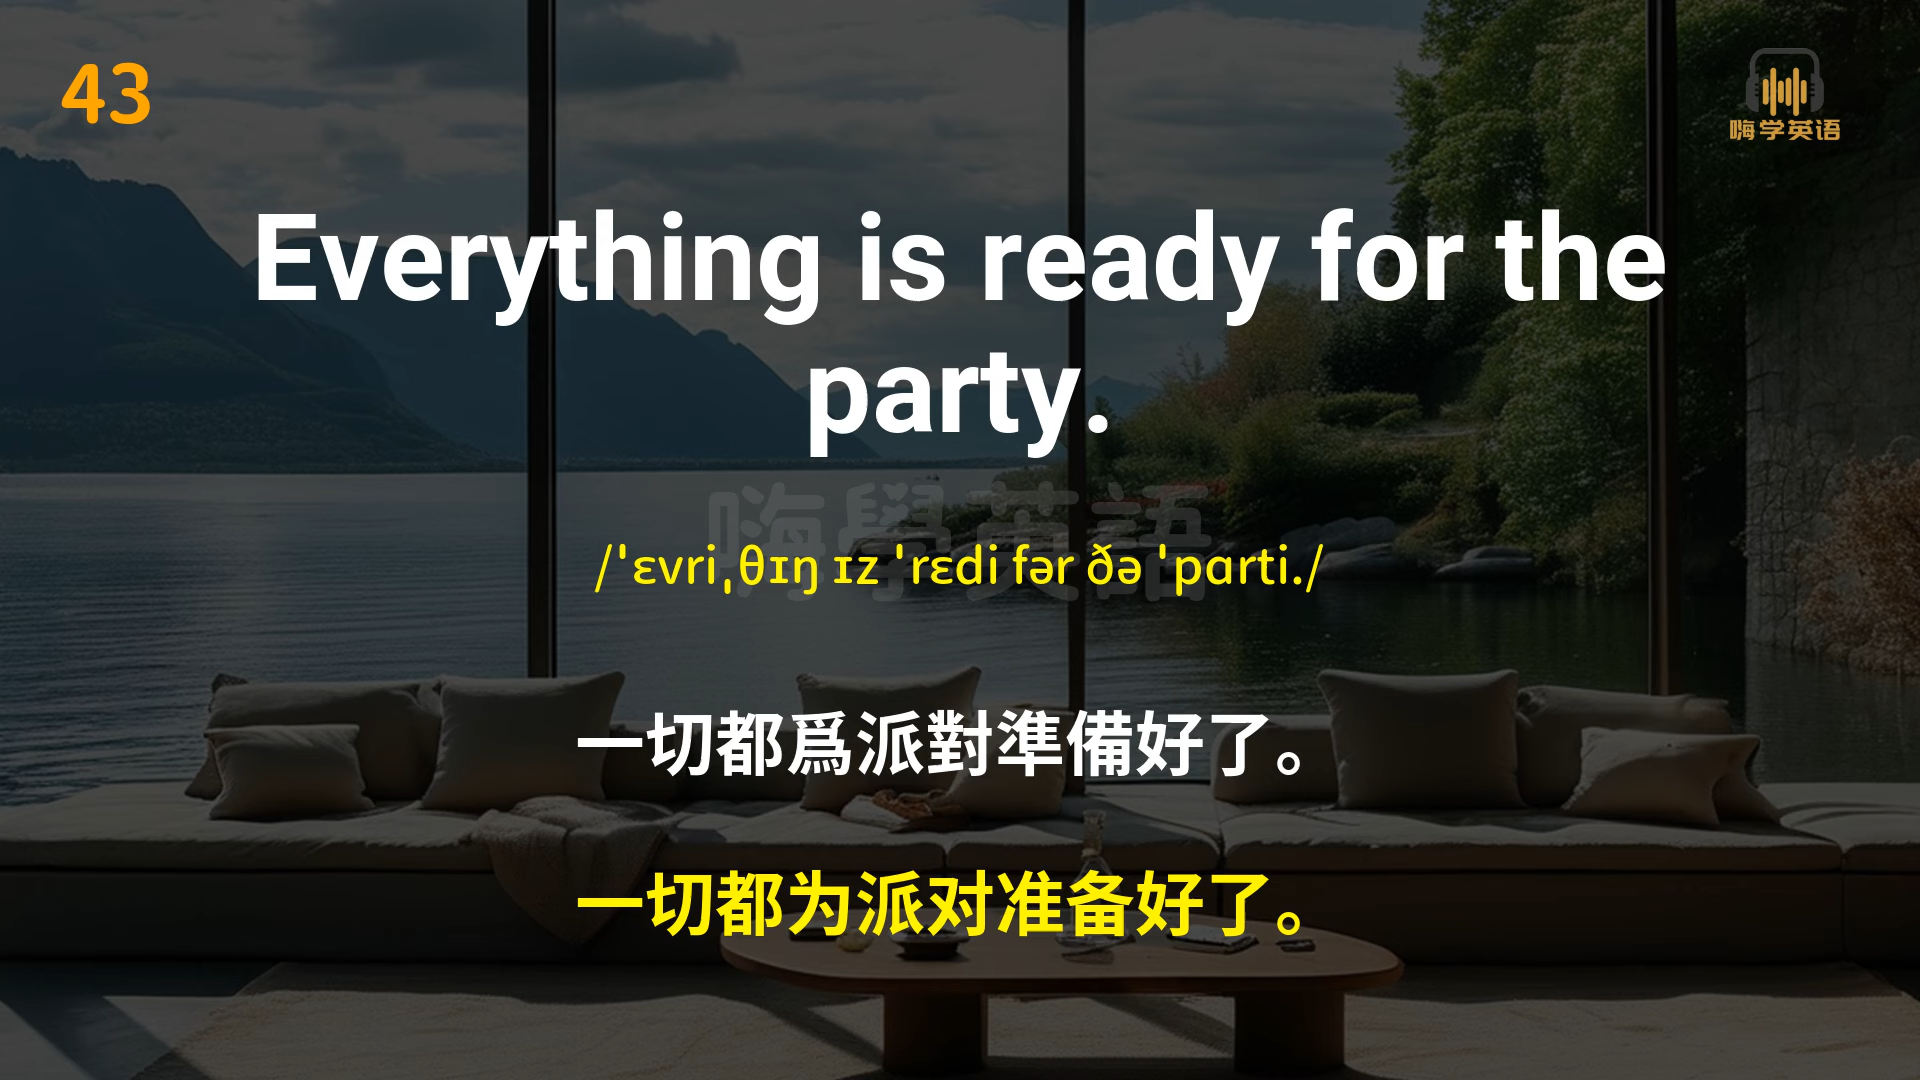 43
嗨学英语
Everything is ready for the
party.
嗨學英語
/ˈɛvriˌθɪŋ ɪz ˈrɛdi fər ðə ˈpɑrti./
一切都爲派對準備好了。
一切都为派对准备好了。